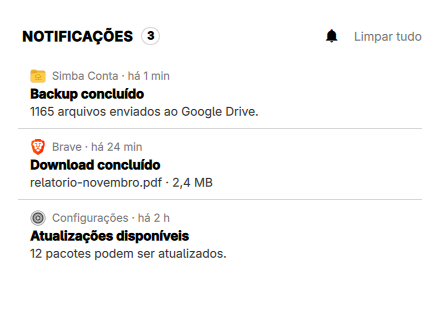 NOTIFICAÇÕES 3 Limpar tudo
Simba Conta · há 1 min
Backup concluído
1165 arquivos enviados ao Google Drive.
Brave · há 24 min
Download concluído
relatorio-novembro.pdf · 2,4 MB
Configurações · há 2 h
Atualizações disponíveis
12 pacotes podem ser atualizados.